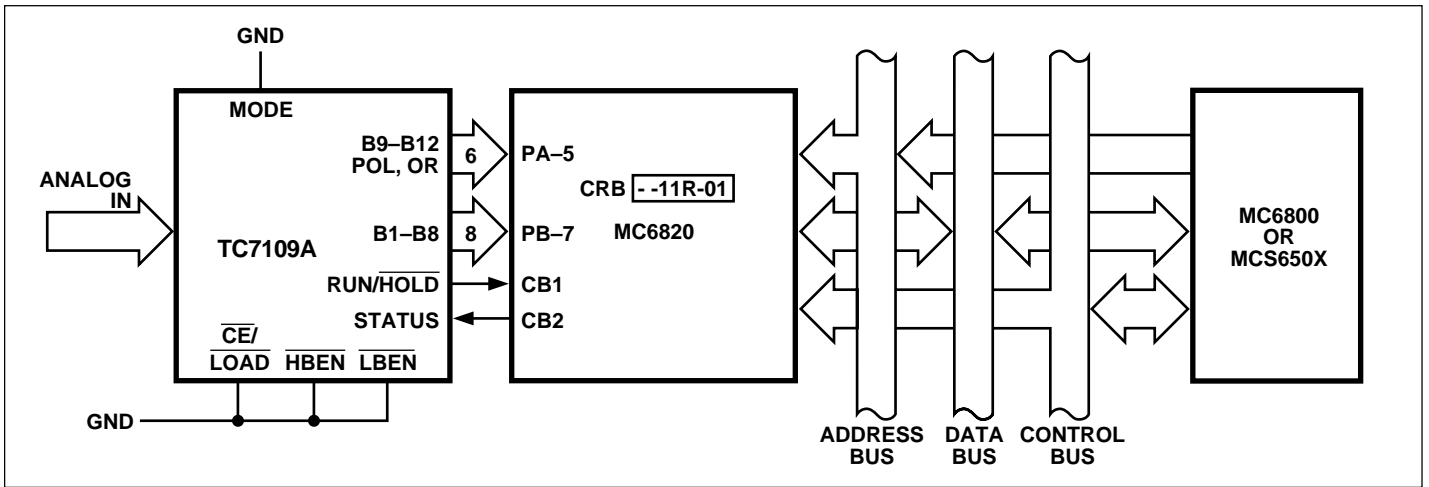 GND
MODE
ANALOG
IN
TC7109A
B9–B12
POL, OR
6
B1–B8
8
RUN/HOLD
STATUS
CE/
LOAD
HBEN
LBEN
GND
PA–5
CRB - -11R-01
MC6820
PB–7
CB1
CB2
ADDRESS
BUS
DATA
BUS
CONTROL
BUS
MC6800
OR
MCS650X